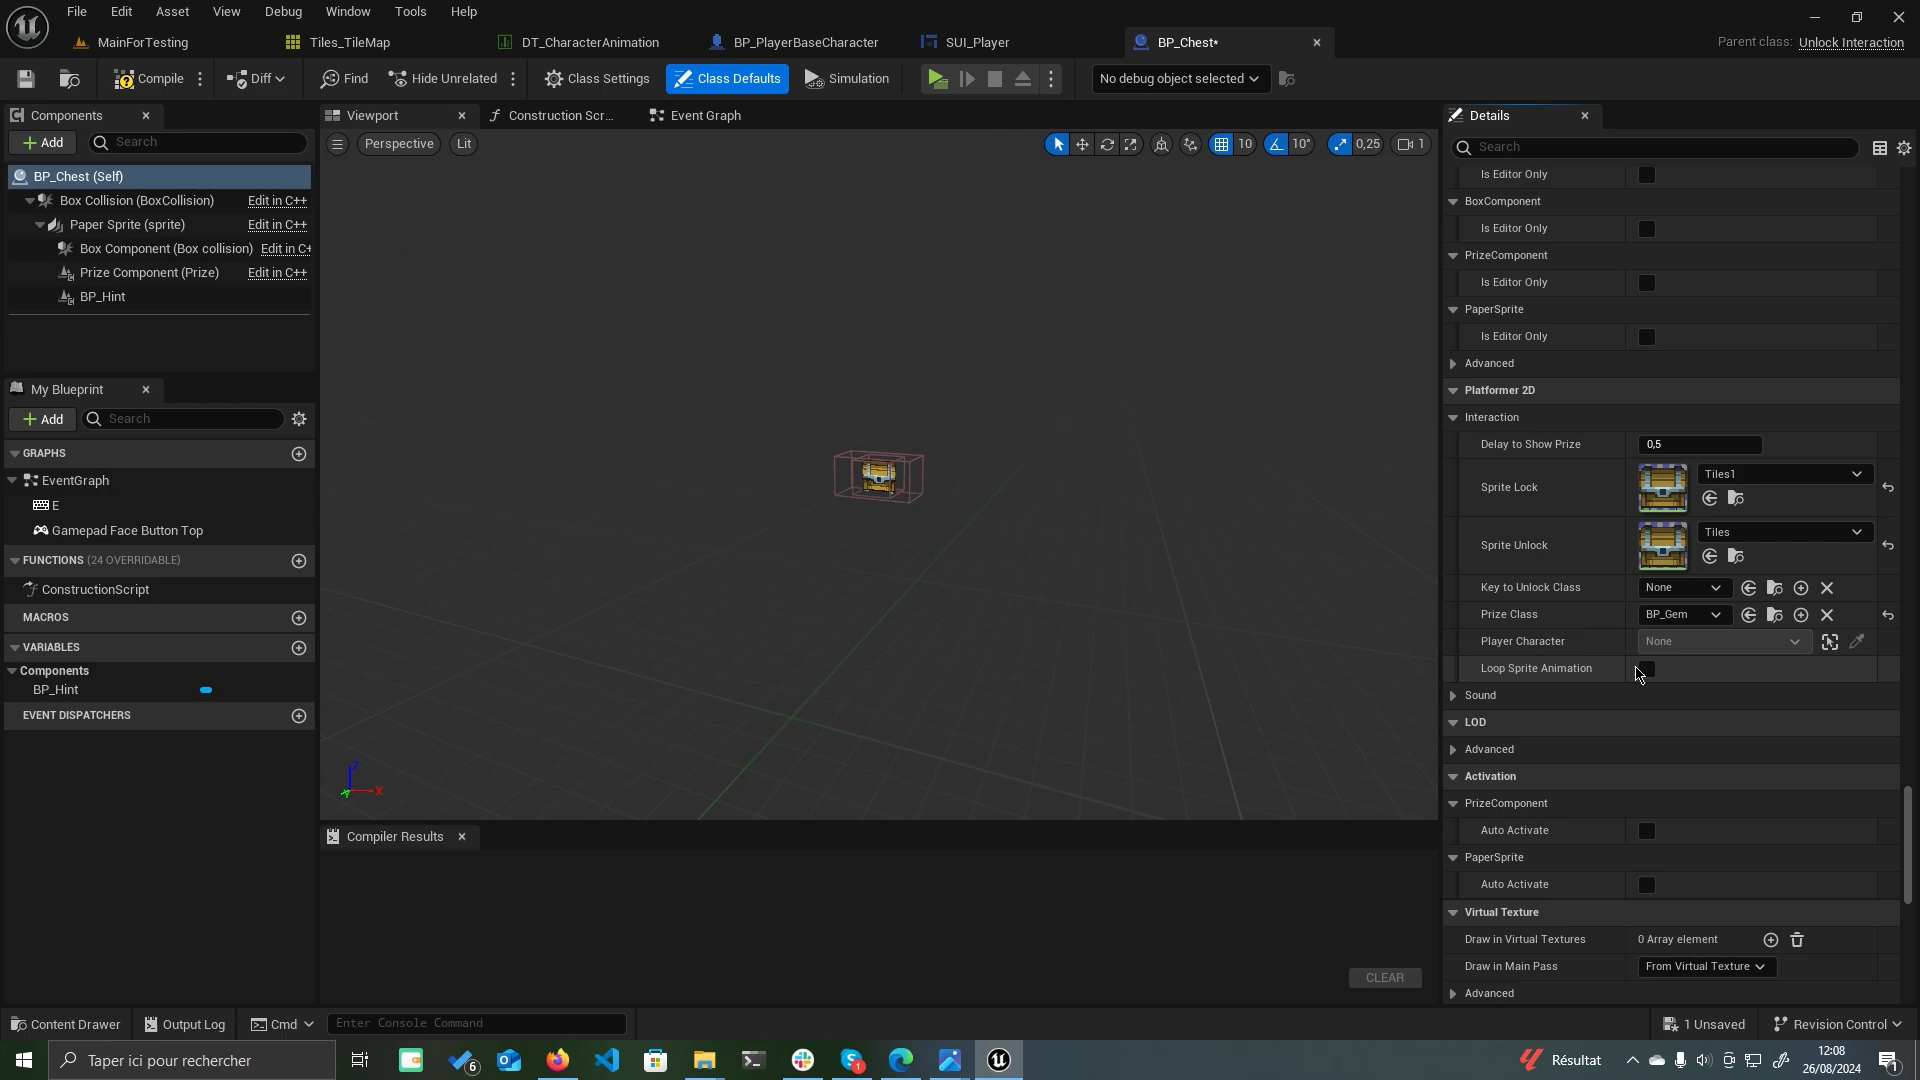 File Edit Asset View Debug Window Tools Help
MainForTesting Tiles_TileMap DT_CharacterAnimation BP_PlayerBaseCharacter SUI_Player BP_Chest* Parent class: Unlock Interaction
Compile Diff Find Hide Unrelated Class Settings Class Defaults Simulation No debug object selected
Components
Add Search
BP_Chest (Self)
Box Collision (BoxCollision) Edit in C++
Paper Sprite (sprite) Edit in C++
Box Component (Box collision) Edit in C+
Prize Component (Prize) Edit in C++
BP_Hint
My Blueprint
Add Search
GRAPHS
EventGraph
E
Gamepad Face Button Top
FUNCTIONS (24 OVERRIDABLE)
ConstructionScript
MACROS
VARIABLES
Components
BP_Hint
EVENT DISPATCHERS
Viewport Construction Scr... Event Graph
Perspective Lit 10 10° 0,25 1
Z
X
Y
Compiler Results
CLEAR
Details
Search
Is Editor Only
BoxComponent
Is Editor Only
PrizeComponent
Is Editor Only
PaperSprite
Is Editor Only
Advanced
Platformer 2D
Interaction
Delay to Show Prize 0,5
Sprite Lock Tiles1
Sprite Unlock Tiles
Key to Unlock Class None
Prize Class BP_Gem
Player Character None
Loop Sprite Animation
Sound
LOD
Advanced
Activation
PrizeComponent
Auto Activate
PaperSprite
Auto Activate
Virtual Texture
Draw in Virtual Textures 0 Array element
Draw in Main Pass From Virtual Texture
Advanced
Content Drawer Output Log Cmd Enter Console Command 1 Unsaved Revision Control
Taper ici pour rechercher 6 1 Résultat 12:08
26/08/2024 1